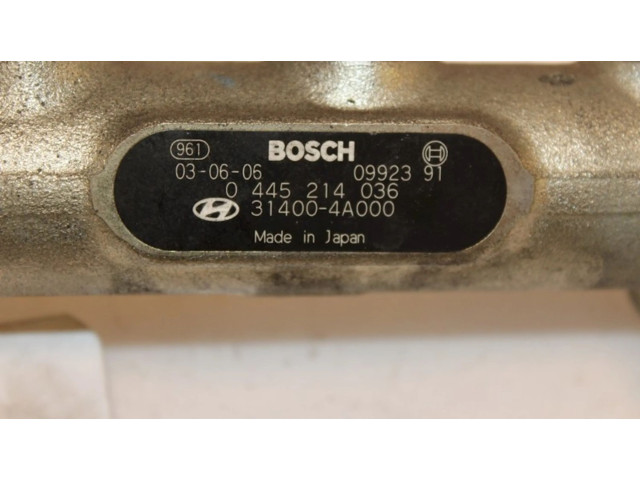 961 BOSCH
03-06-06 09923 91
0 445 214 036
31400-4A000
Made in Japan